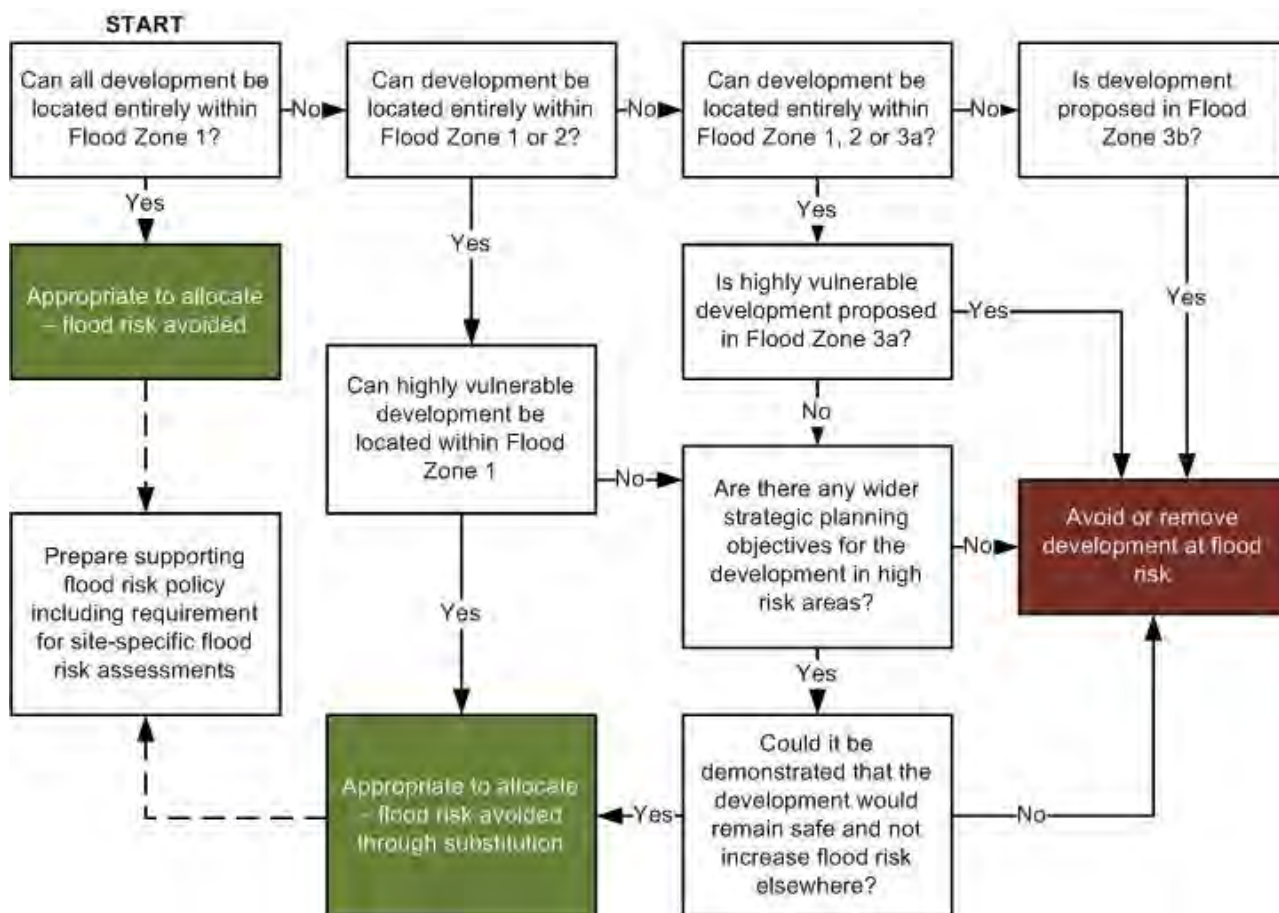 START
Can all development be
located entirely within
Flood Zone 1?
No
Can development be
located entirely within
Flood Zone 1 or 2?
No
Can development be
located entirely within
Flood Zone 1, 2 or 3a?
No
Is development
proposed in Flood
Zone 3b?
Yes
Yes
Yes
Yes
Appropriate to allocate
– flood risk avoided
Is highly vulnerable
development proposed
in Flood Zone 3a?
Yes
No
Can highly vulnerable
development be
located within Flood
Zone 1
No
Are there any wider
strategic planning
objectives for the
development in high
risk areas?
No
Avoid or remove
development at flood
risk
Prepare supporting
flood risk policy
including requirement
for site-specific flood
risk assessments
Yes
Yes
Appropriate to allocate
– flood risk avoided
through substitution
Yes
Could it be
demonstrated that the
development would
remain safe and not
increase flood risk
elsewhere?
No